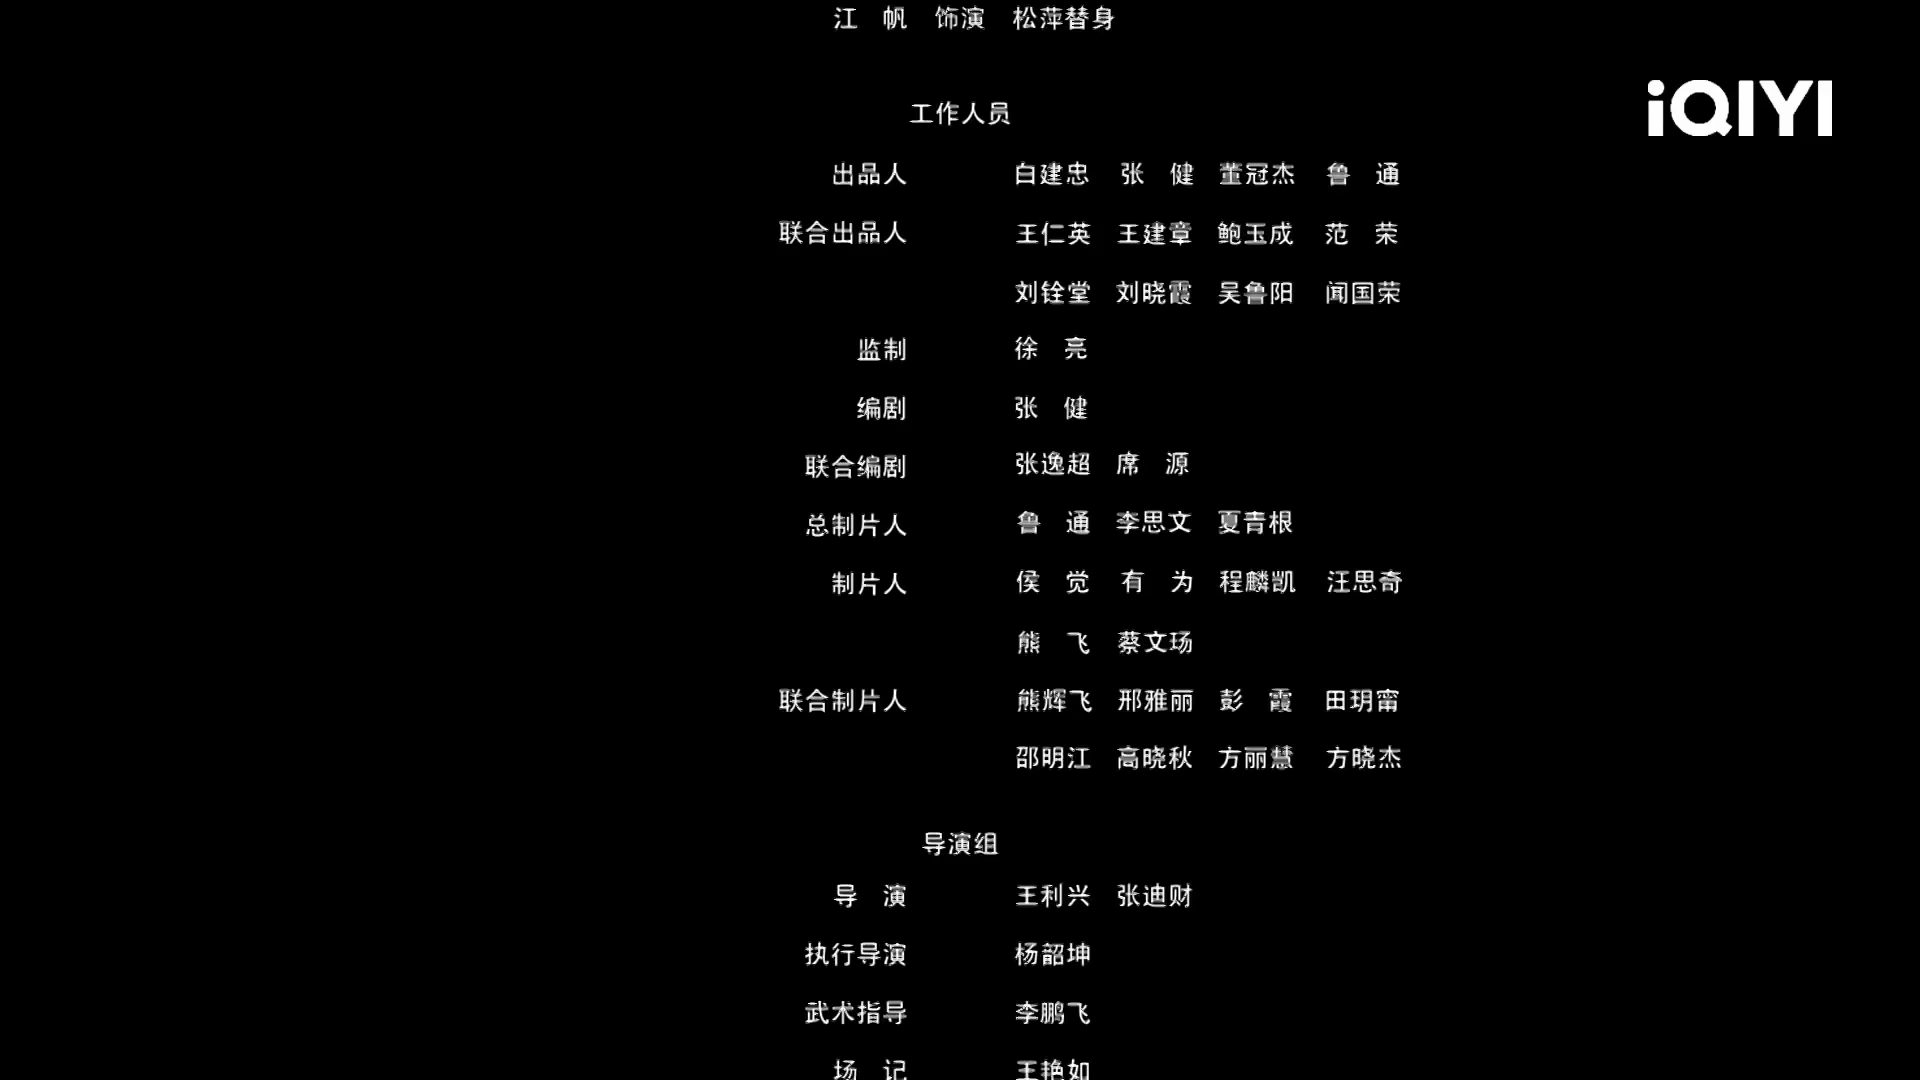 江 帆 饰演 松萍替身
iQIYI
工作人员
出品人 白建忠 张 健 董冠杰 鲁 通
联合出品人 王仁英 王建章 鲍玉成 范 荣
刘铨堂 刘晓霞 吴鲁阳 闻国荣
监制 徐 亮
编剧 张 健
联合编剧 张逸超 席 源
总制片人 鲁 通 李思文 夏青根
制片人 侯 觉 有 为 程麟凯 汪思奇
熊 飞 蔡文玚
联合制片人 熊辉飞 邢雅丽 彭 霞 田玥甯
邵明江 高晓秋 方丽慧 方晓杰
导演组
导 演 王利兴 张迪财
执行导演 杨韶坤
武术指导 李鹏飞
场 记 王艳如